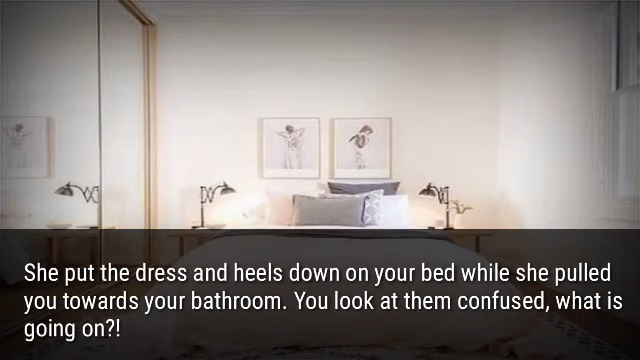 She put the dress and heels down on your bed while she pulled
you towards your bathroom. You look at them confused, what is
going on?!